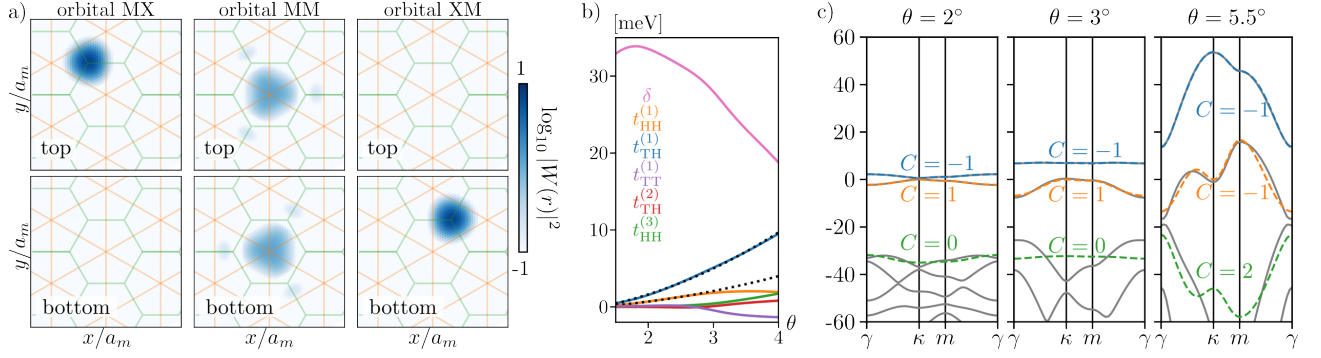 a)
orbital MX
orbital MM
orbital XM
y/a_m
top
top
top
y/a_m
bottom
bottom
bottom
x/a_m
x/a_m
x/a_m
1
-1
log_10 |W(r)|^2
b)
[meV]
30
20
10
0
δ
t_HH^(1)
t_TH^(1)
t_TT^(1)
t_TH^(2)
t_HH^(3)
2
3
4
θ
c)
θ = 2°
θ = 3°
θ = 5.5°
60
40
20
0
-20
-40
-60
C = −1
C = 1
C = 0
C = −1
C = 1
C = 0
C = −1
C = −1
C = 2
γ
κ
m
γ
γ
κ
m
γ
γ
κ
m
γ